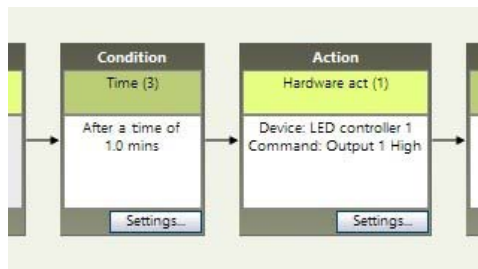 Condition
Time (3)
After a time of
1.0 mins
Settings...
Action
Hardware act (1)
Device: LED controller 1
Command: Output 1 High
Settings...